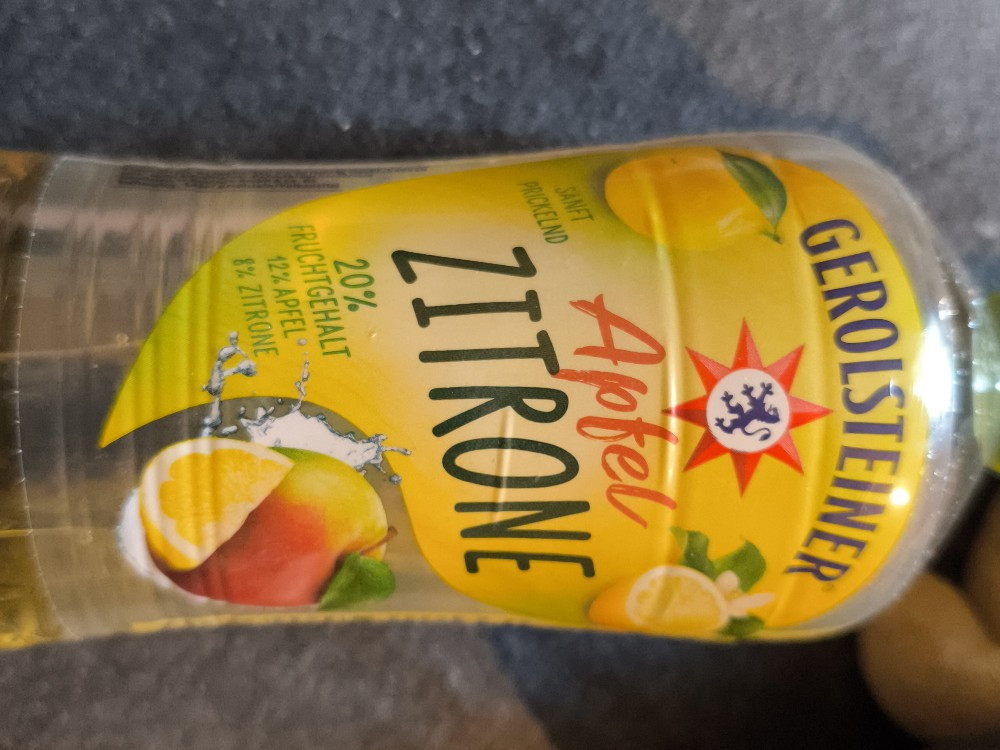 GEROLSTEINER®
SANFT
PRICKELND
Apfel
ZITRONE
20%
FRUCHTGEHALT
12% APFEL
8% ZITRONE